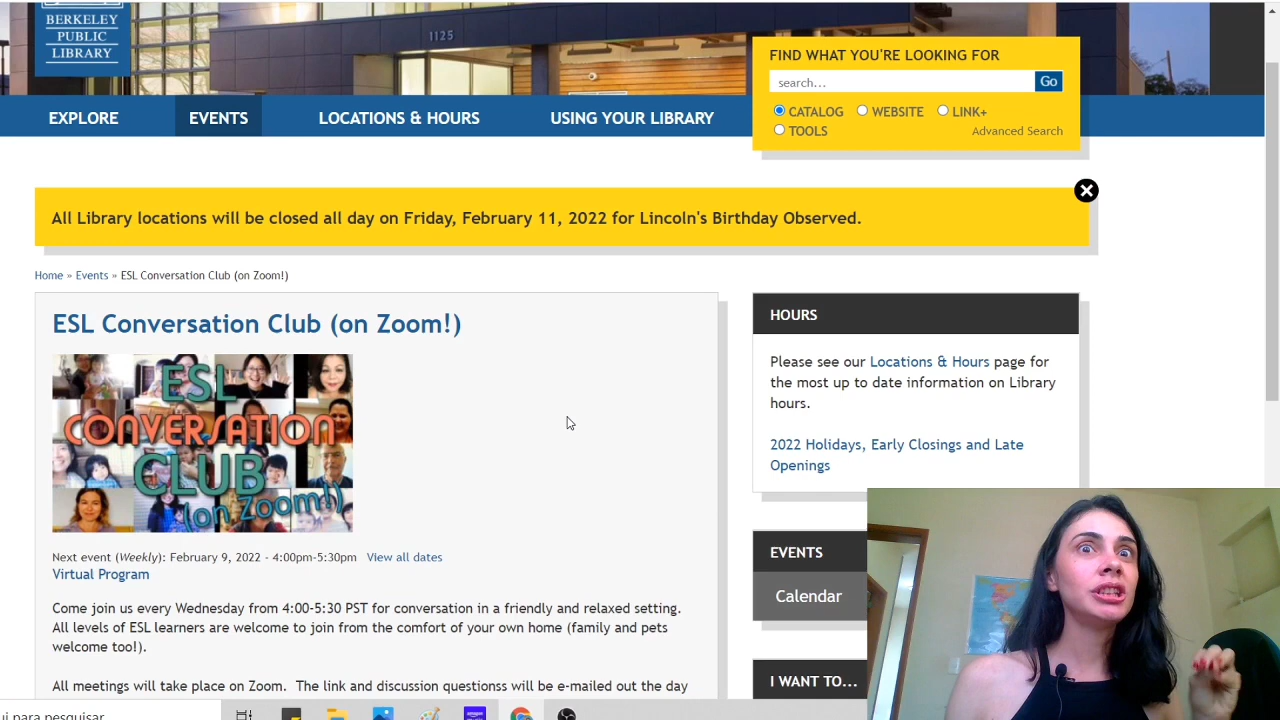 BERKELEY
PUBLIC
LIBRARY
1125
FIND WHAT YOU'RE LOOKING FOR
search...
Go
CATALOG
WEBSITE
LINK+
TOOLS
Advanced Search
EXPLORE
EVENTS
LOCATIONS & HOURS
USING YOUR LIBRARY
All Library locations will be closed all day on Friday, February 11, 2022 for Lincoln's Birthday Observed.
Home » Events » ESL Conversation Club (on Zoom!)
ESL Conversation Club (on Zoom!)
ESL
CONVERSATION
CLUB
(on Zoom!)
Next event (Weekly): February 9, 2022 - 4:00pm-5:30pm View all dates
Virtual Program
Come join us every Wednesday from 4:00-5:30 PST for conversation in a friendly and relaxed setting.
All levels of ESL learners are welcome to join from the comfort of your own home (family and pets
welcome too!).
All meetings will take place on Zoom. The link and discussion questionss will be e-mailed out the day
HOURS
Please see our Locations & Hours page for
the most up to date information on Library
hours.
2022 Holidays, Early Closings and Late
Openings
EVENTS
Calendar
I WANT TO...
ui para pesquisar